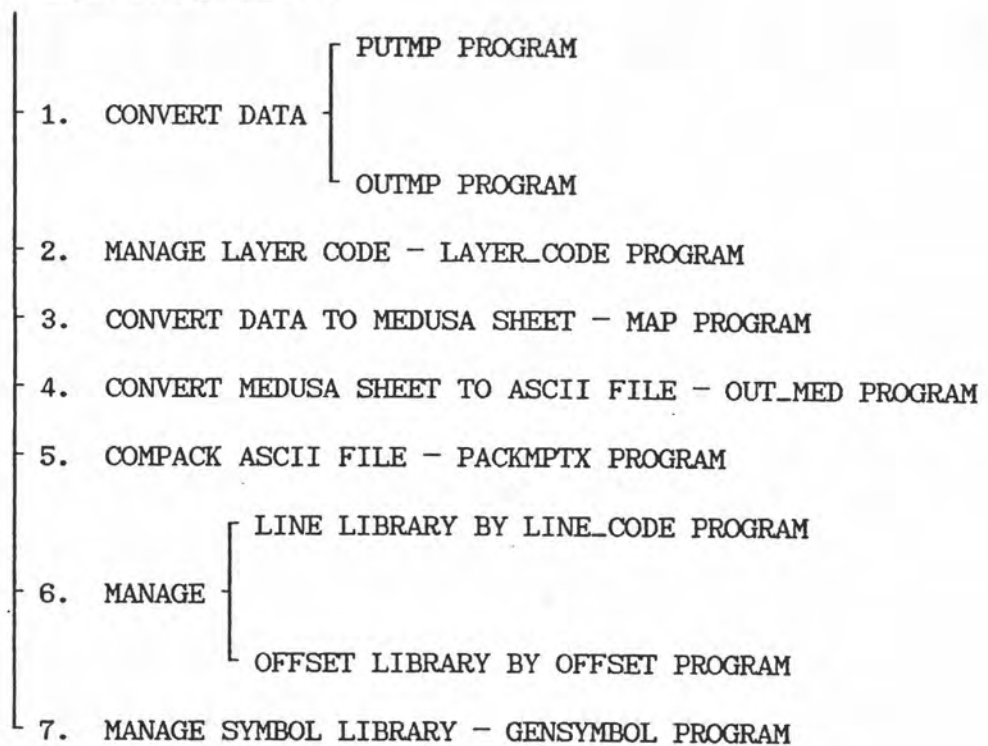 PUTMP PROGRAM
1. CONVERT DATA
OUTMP PROGRAM
2. MANAGE LAYER CODE - LAYER_CODE PROGRAM
3. CONVERT DATA TO MEDUSA SHEET - MAP PROGRAM
4. CONVERT MEDUSA SHEET TO ASCII FILE - OUT_MED PROGRAM
5. COMPACK ASCII FILE - PACKMPTX PROGRAM
LINE LIBRARY BY LINE_CODE PROGRAM
6. MANAGE
OFFSET LIBRARY BY OFFSET PROGRAM
7. MANAGE SYMBOL LIBRARY - GENSYMBOL PROGRAM